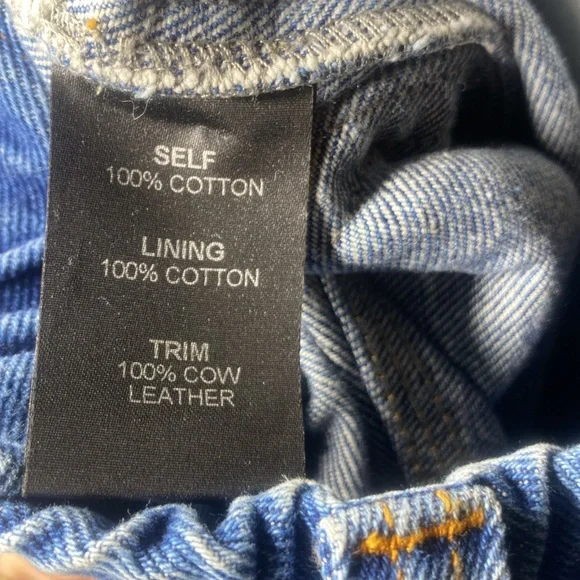 SELF
100% COTTON
LINING
100% COTTON
TRIM
100% COW
LEATHER